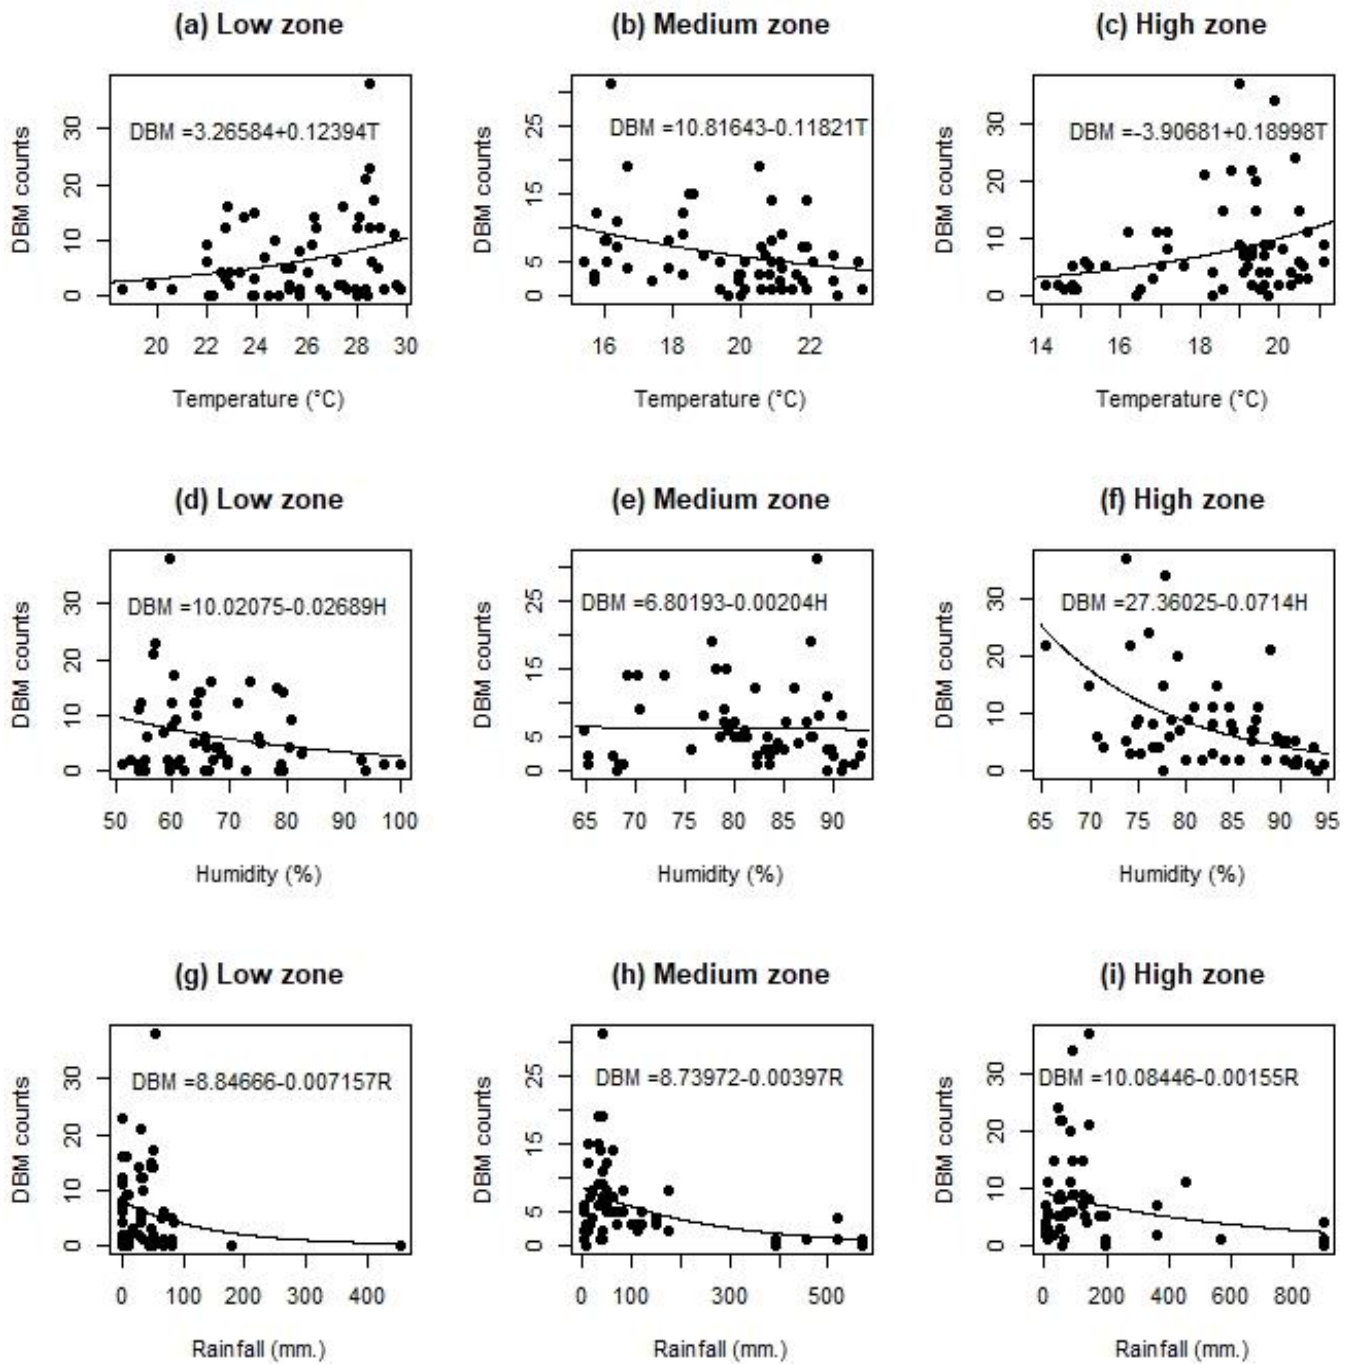 (a) Low zone
DBM counts
0 10 20 30
DBM =3.26584+0.12394T
20 22 24 26 28 30
Temperature (°C)
(b) Medium zone
DBM counts
0 5 15 25
DBM =10.81643-0.11821T
16 18 20 22
Temperature (°C)
(c) High zone
DBM counts
0 10 20 30
DBM =-3.90681+0.18998T
14 16 18 20
Temperature (°C)
(d) Low zone
DBM counts
0 10 20 30
DBM =10.02075-0.02689H
50 60 70 80 90 100
Humidity (%)
(e) Medium zone
DBM counts
0 5 15 25
DBM =6.80193-0.00204H
65 70 75 80 85 90
Humidity (%)
(f) High zone
DBM counts
0 10 20 30
DBM =27.36025-0.0714H
65 70 75 80 85 90 95
Humidity (%)
(g) Low zone
DBM counts
0 10 20 30
DBM =8.84666-0.007157R
0 100 200 300 400
Rainfall (mm.)
(h) Medium zone
DBM counts
0 5 15 25
DBM =8.73972-0.00397R
0 100 300 500
Rainfall (mm.)
(i) High zone
DBM counts
0 10 20 30
DBM =10.08446-0.00155R
0 200 400 600 800
Rainfall (mm.)